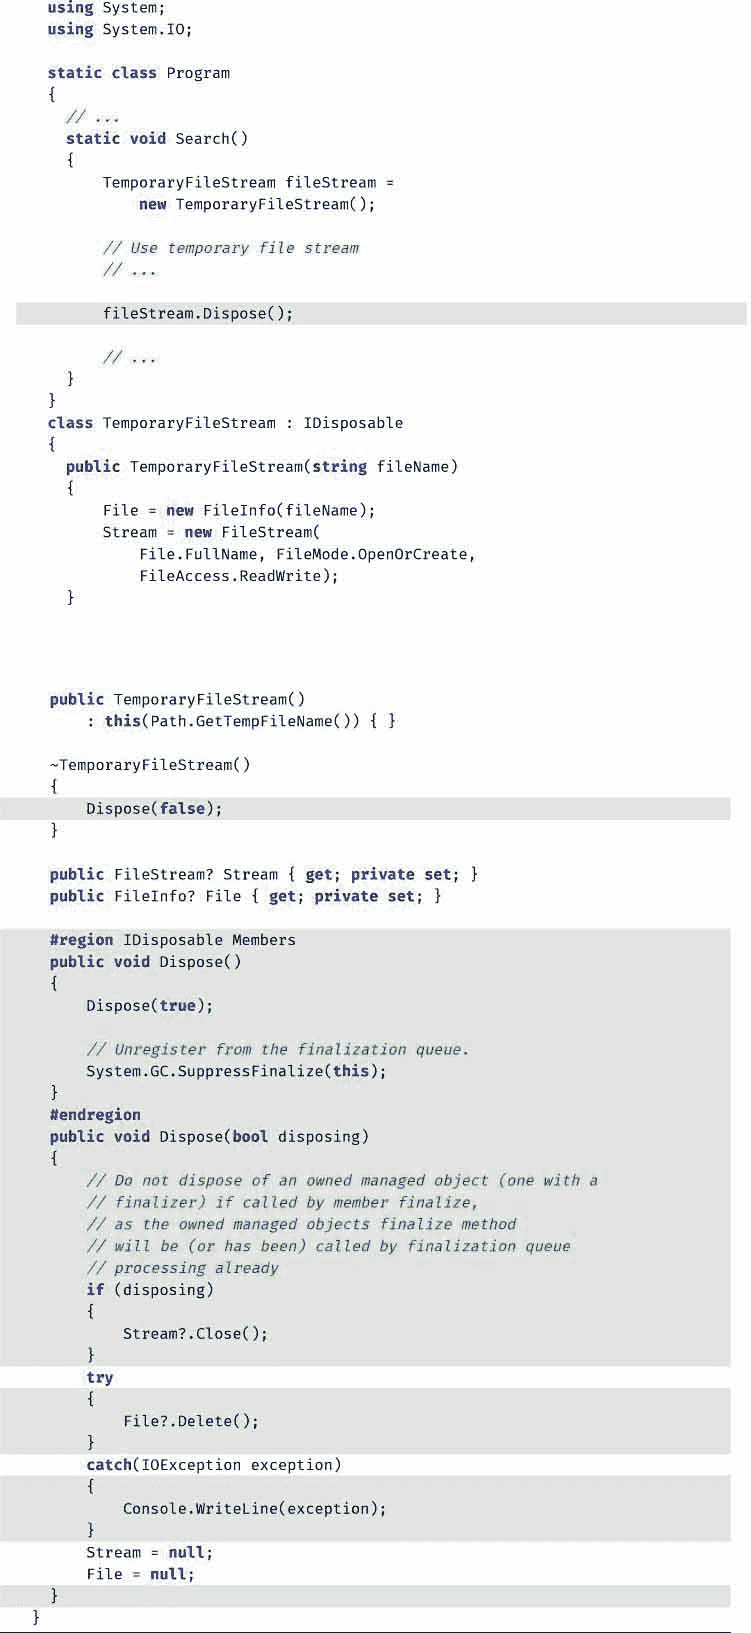 using System;
using System.IO;
static class Program
{
// ...
static void Search()
{
TemporaryFileStream fileStream =
new TemporaryFileStream();
// Use temporary file stream
// ...
fileStream.Dispose();
// ...
}
}
class TemporaryFileStream : IDisposable
{
public TemporaryFileStream(string fileName)
{
File = new FileInfo(fileName);
Stream = new FileStream(
File.FullName, FileMode.OpenOrCreate,
FileAccess.ReadWrite);
}
public TemporaryFileStream()
: this(Path.GetTempFileName()) { }
~TemporaryFileStream()
{
Dispose(false);
}
public FileStream? Stream { get; private set; }
public FileInfo? File { get; private set; }
#region IDisposable Members
public void Dispose()
{
Dispose(true);
// Unregister from the finalization queue.
System.GC.SuppressFinalize(this);
}
#endregion
public void Dispose(bool disposing)
{
// Do not dispose of an owned managed object (one with a
// finalizer) if called by member finalize,
// as the owned managed objects finalize method
// will be (or has been) called by finalization queue
// processing already
if (disposing)
{
Stream?.Close();
}
try
{
File?.Delete();
}
catch(IOException exception)
{
Console.WriteLine(exception);
}
Stream = null;
File = null;
}
}